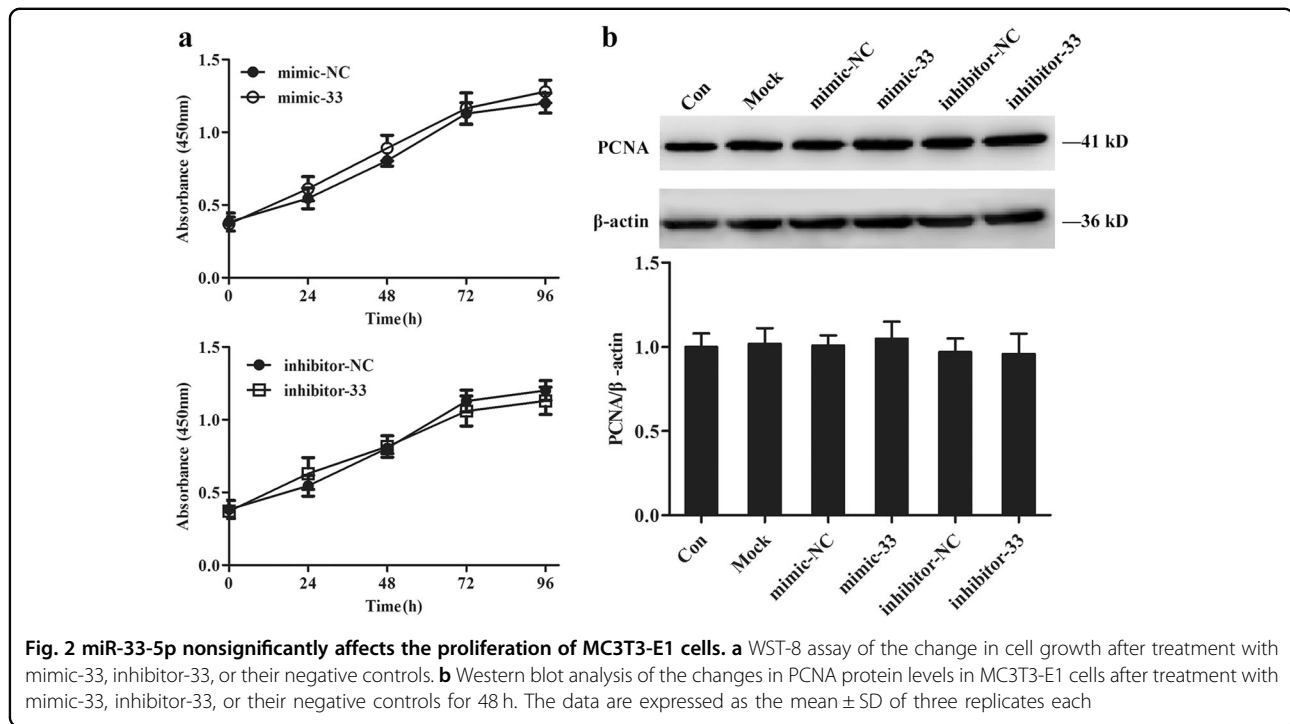 a
1.5
mimic-NC
mimic-33
1.0
0.5
0.0
Absorbance (450nm)
0 24 48 72 96
Time(h)
1.5
inhibitor-NC
inhibitor-33
1.0
0.5
0.0
Absorbance (450nm)
0 24 48 72 96
Time(h)
b
Con Mock mimic-NC mimic-33 inhibitor-NC inhibitor-33
PCNA —41 kD
β-actin —36 kD
1.5
1.0
0.5
0.0
PCNA/β -actin
Con Mock mimic-NC mimic-33 inhibitor-NC inhibitor-33
Fig. 2 miR-33-5p nonsignificantly affects the proliferation of MC3T3-E1 cells. a WST-8 assay of the change in cell growth after treatment with
mimic-33, inhibitor-33, or their negative controls. b Western blot analysis of the changes in PCNA protein levels in MC3T3-E1 cells after treatment with
mimic-33, inhibitor-33, or their negative controls for 48 h. The data are expressed as the mean ± SD of three replicates each